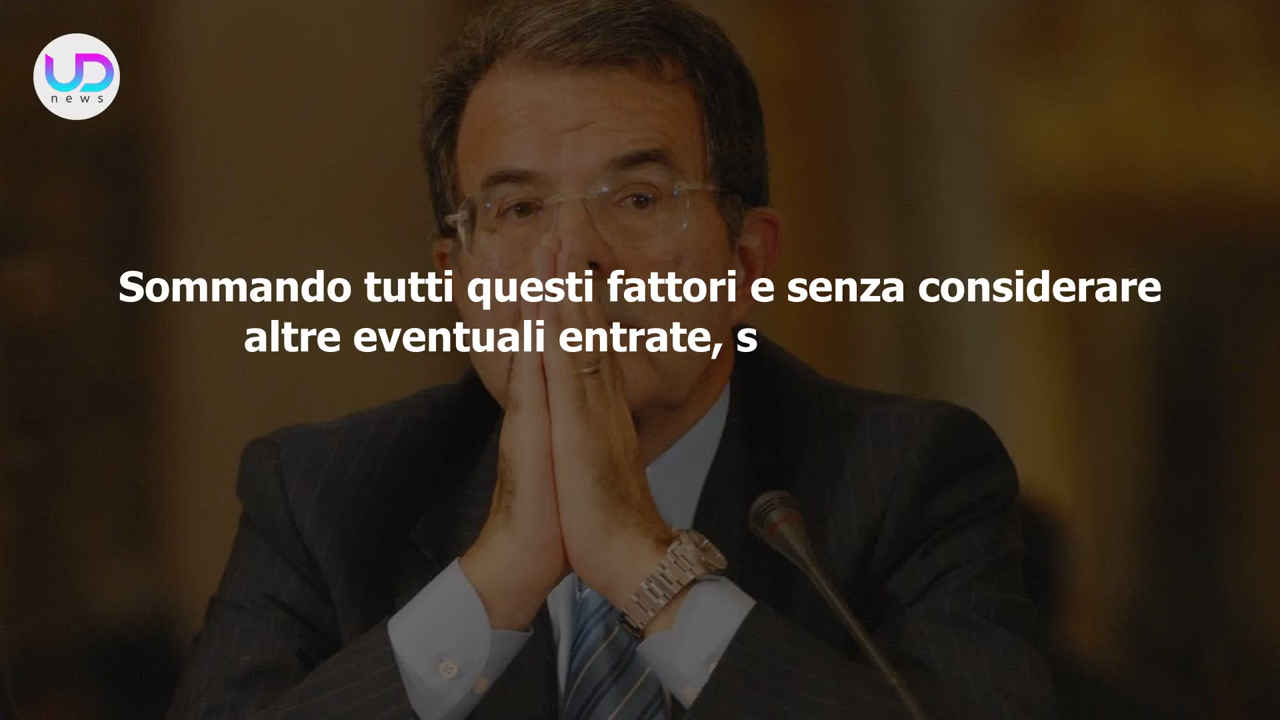 UD
news
Sommando tutti questi fattori e senza considerare
altre eventuali entrate, s